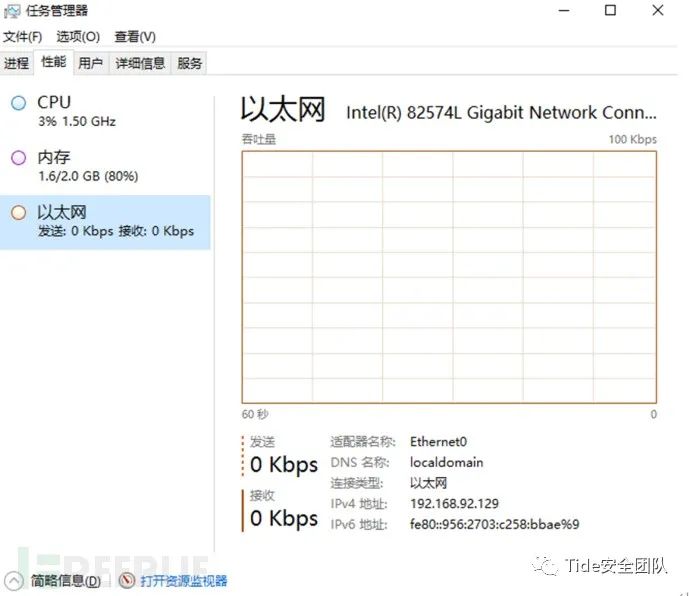 任务管理器
文件(F) 选项(O) 查看(V)
进程 性能 用户 详细信息 服务
CPU
3% 1.50 GHz
内存
1.6/2.0 GB (80%)
以太网
发送: 0 Kbps 接收: 0 Kbps
以太网 Intel(R) 82574L Gigabit Network Conn...
吞吐量 100 Kbps
60 秒 0
发送
0 Kbps
接收
0 Kbps
适配器名称: Ethernet0
DNS 名称: localdomain
连接类型: 以太网
IPv4 地址: 192.168.92.129
IPv6 地址: fe80::956:2703:c258:bbae%9
简略信息(D) 打开资源监视器
Tide安全团队